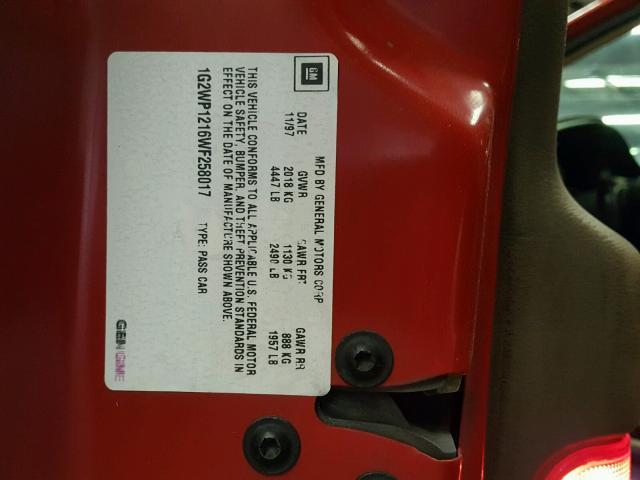 GM
MFD BY GENERAL MOTORS CORP
DATE GVWR GAWR FRT GAWR RR
11/97 2018 KG 1130 KG 888 KG
4447 LB 2490 LB 1957 LB
THIS VEHICLE CONFORMS TO ALL APPLICABLE U.S. FEDERAL MOTOR
VEHICLE SAFETY, BUMPER, AND THEFT PREVENTION STANDARDS IN
EFFECT ON THE DATE OF MANUFACTURE SHOWN ABOVE.
1G2WP1216WF258017 TYPE: PASS CAR